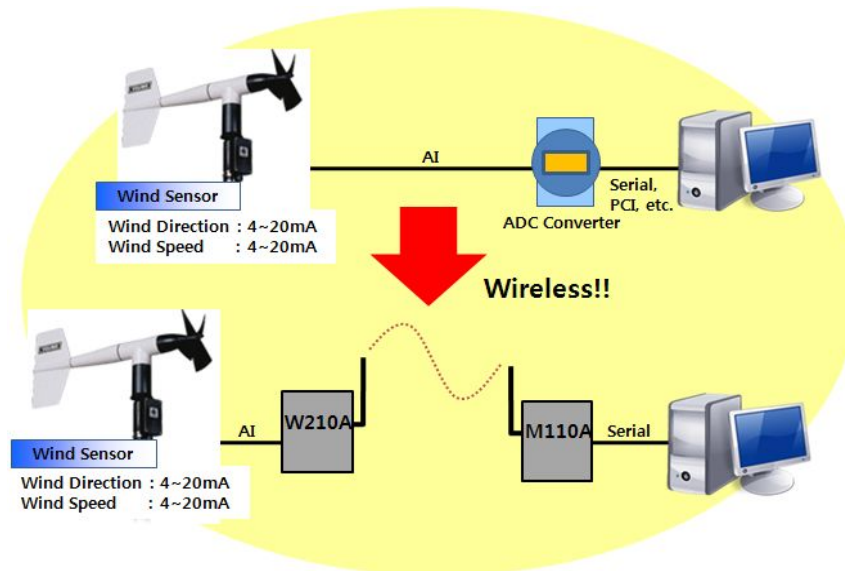 AI
Serial,
PCI, etc.
ADC Converter
Wind Sensor
Wind Direction : 4~20mA
Wind Speed : 4~20mA
Wireless!!
W210A
M110A
AI
Serial
Wind Sensor
Wind Direction : 4~20mA
Wind Speed : 4~20mA